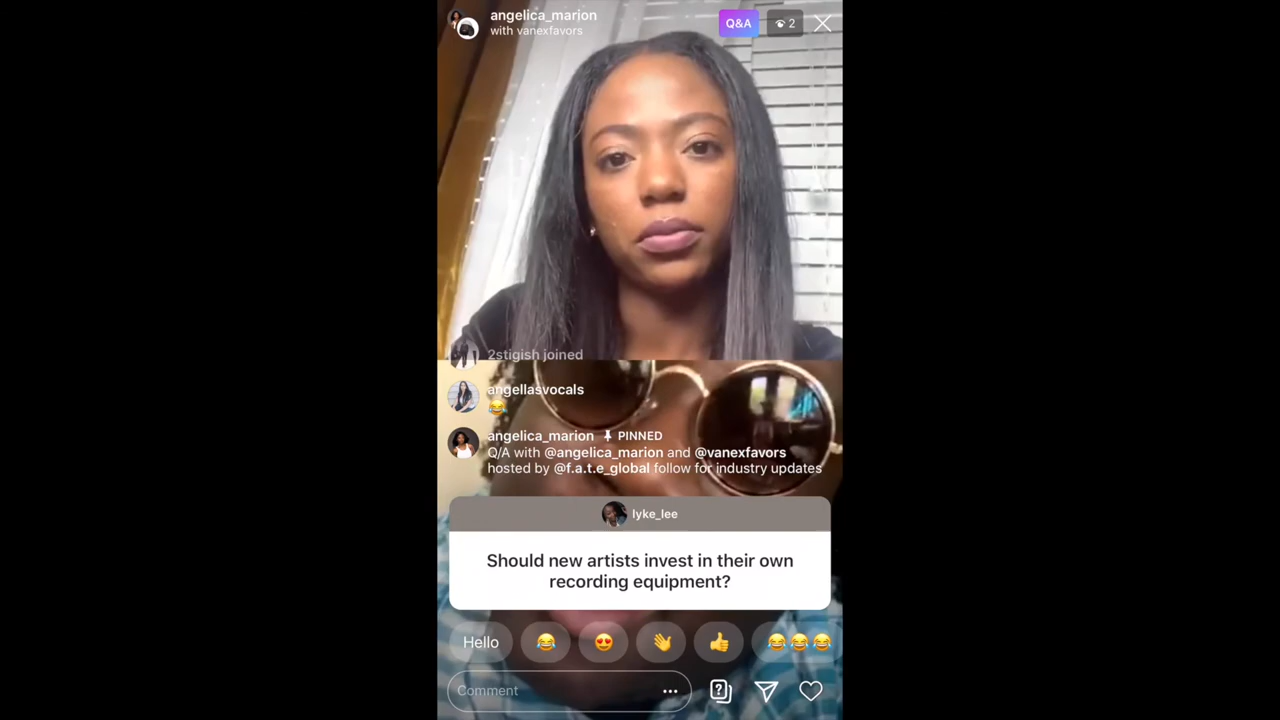 angelica_marion
with vanexfavors
Q&A
2
2stigish joined
angellasvocals
😂
angelica_marion PINNED
Q/A with @angelica_marion and @vanexfavors
hosted by @f.a.t.e_global follow for industry updates
lyke_lee
Should new artists invest in their own
recording equipment?
Hello 😂 😍 👋 👍 😂😂😂
Comment